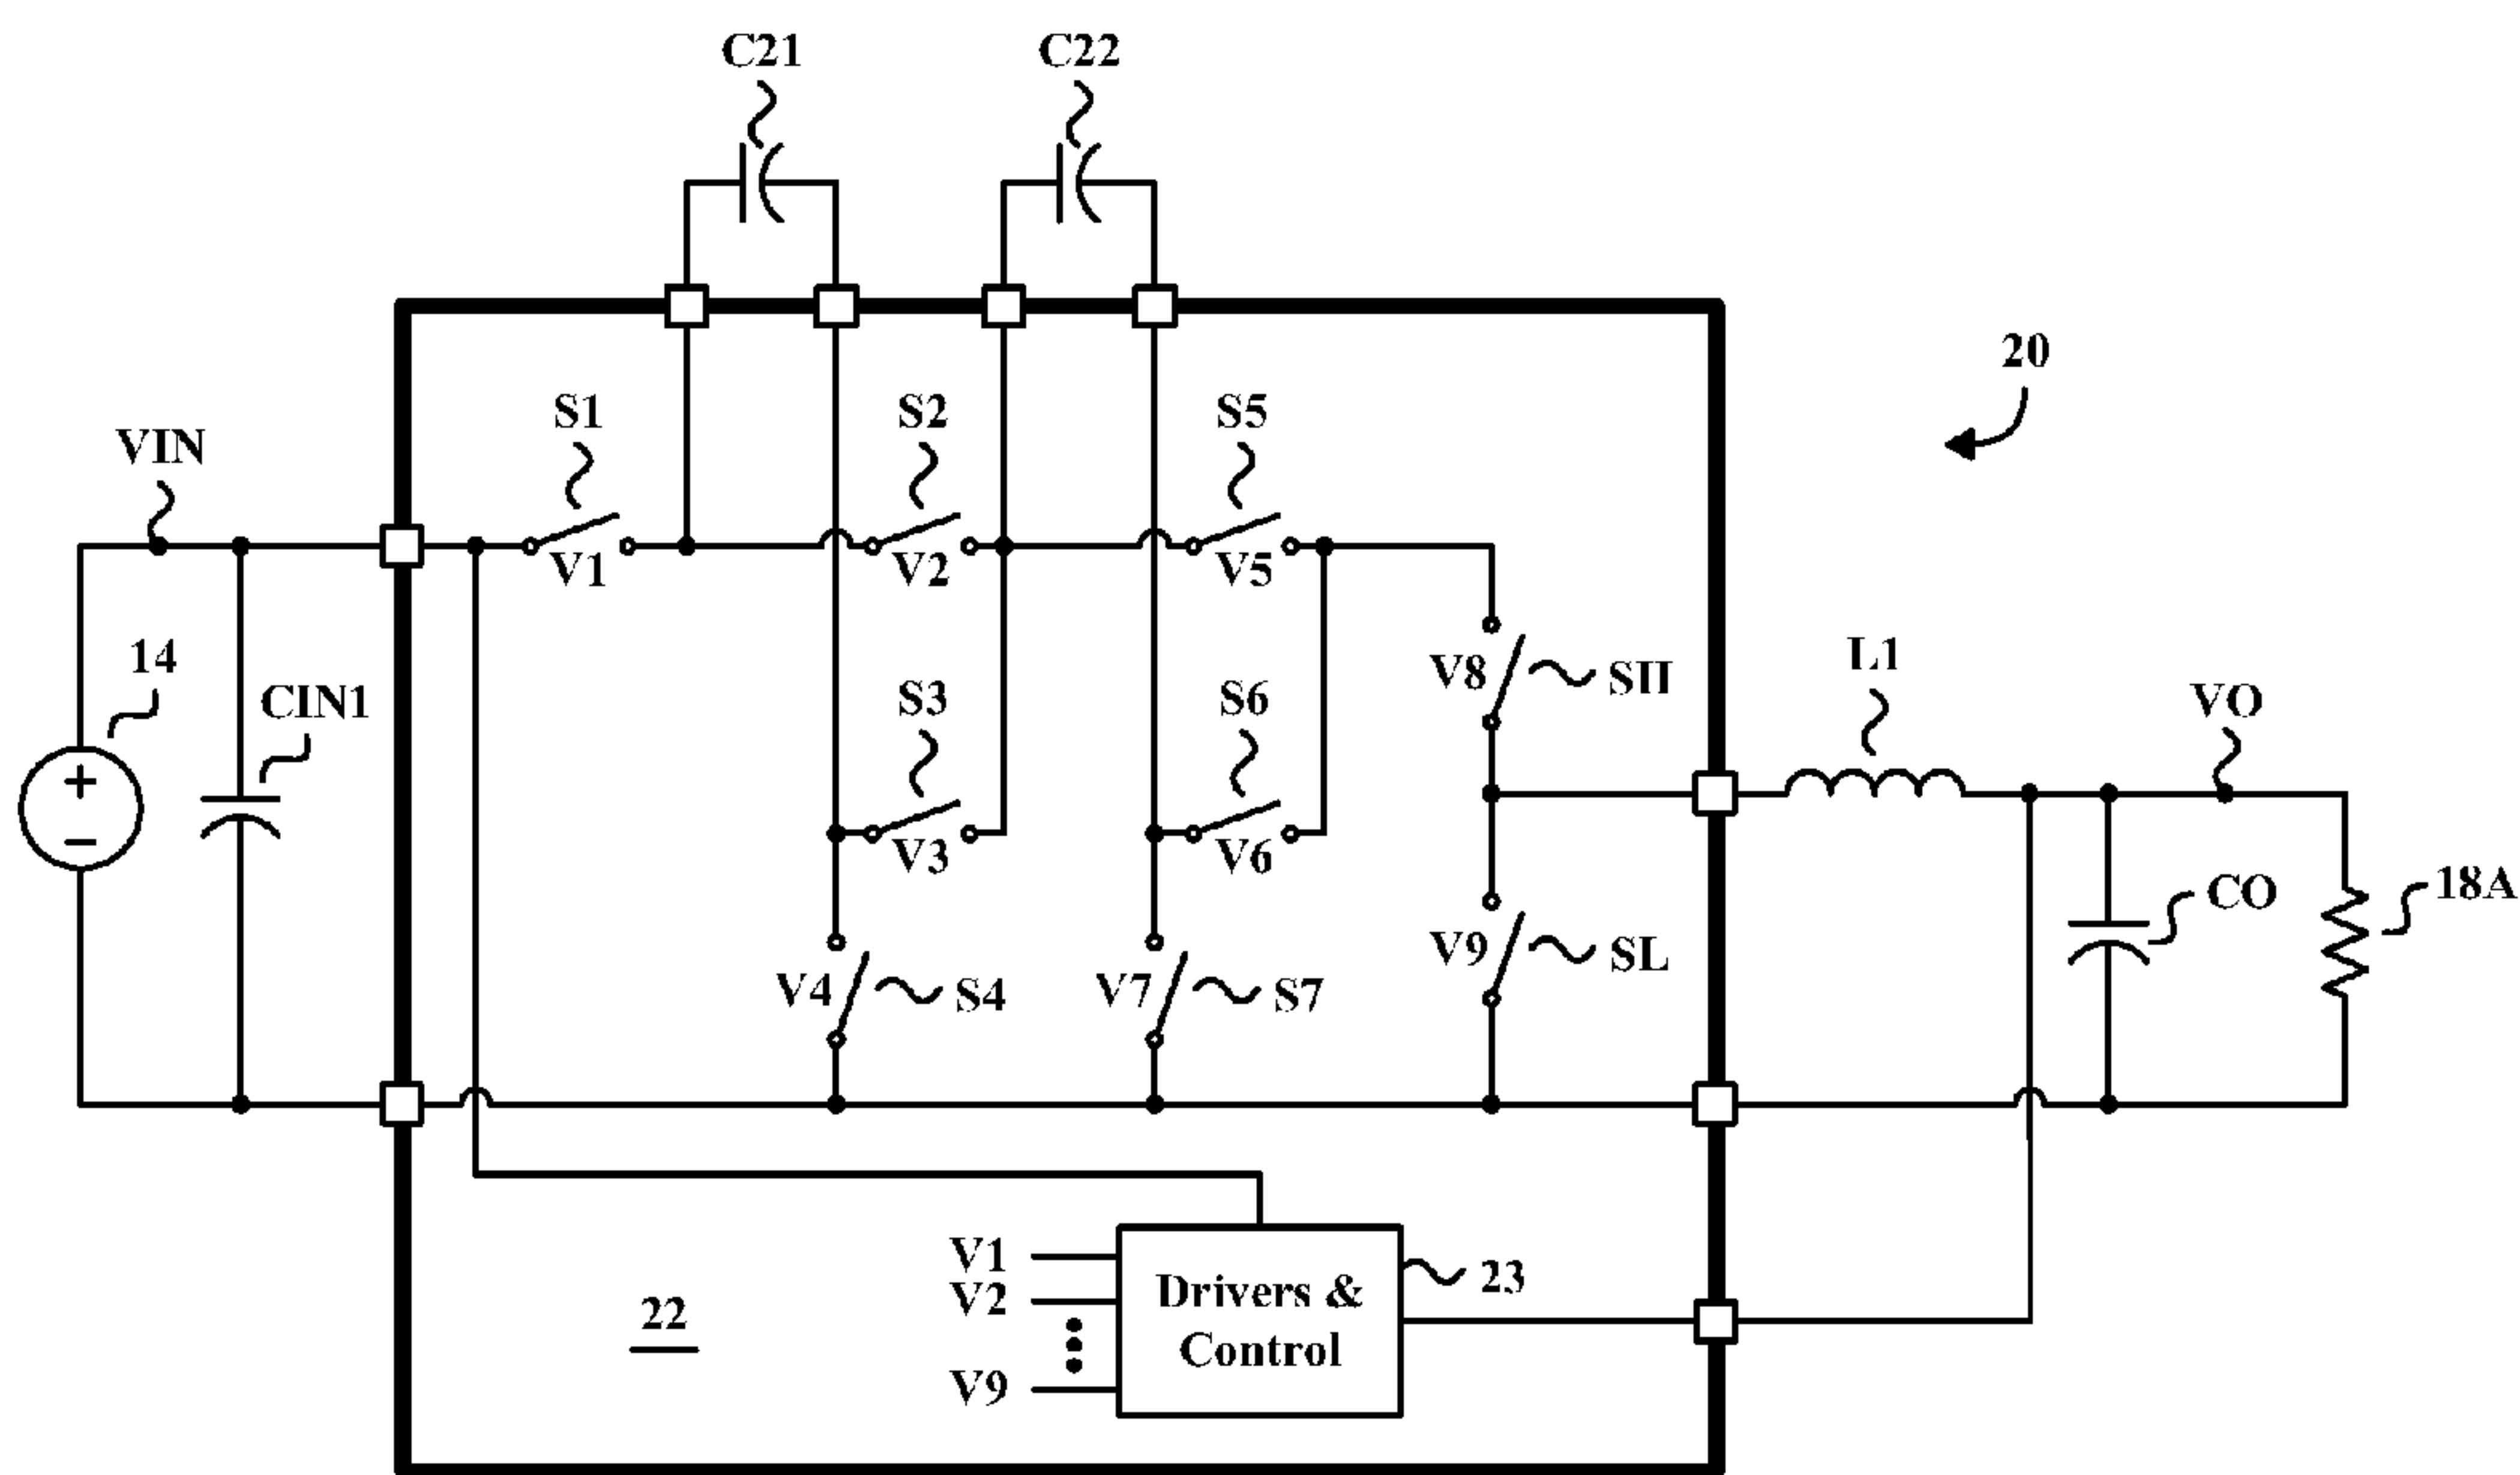 C21
C22
20
S1
S2
S5
VIN
V1
V2
V5
14
L1
V8
SH
CIN1
S3
S6
VO
V3
V6
18A
CO
V9
SL
V4
S4
V7
S7
V1
23
Drivers &
V2
22
Control
V9